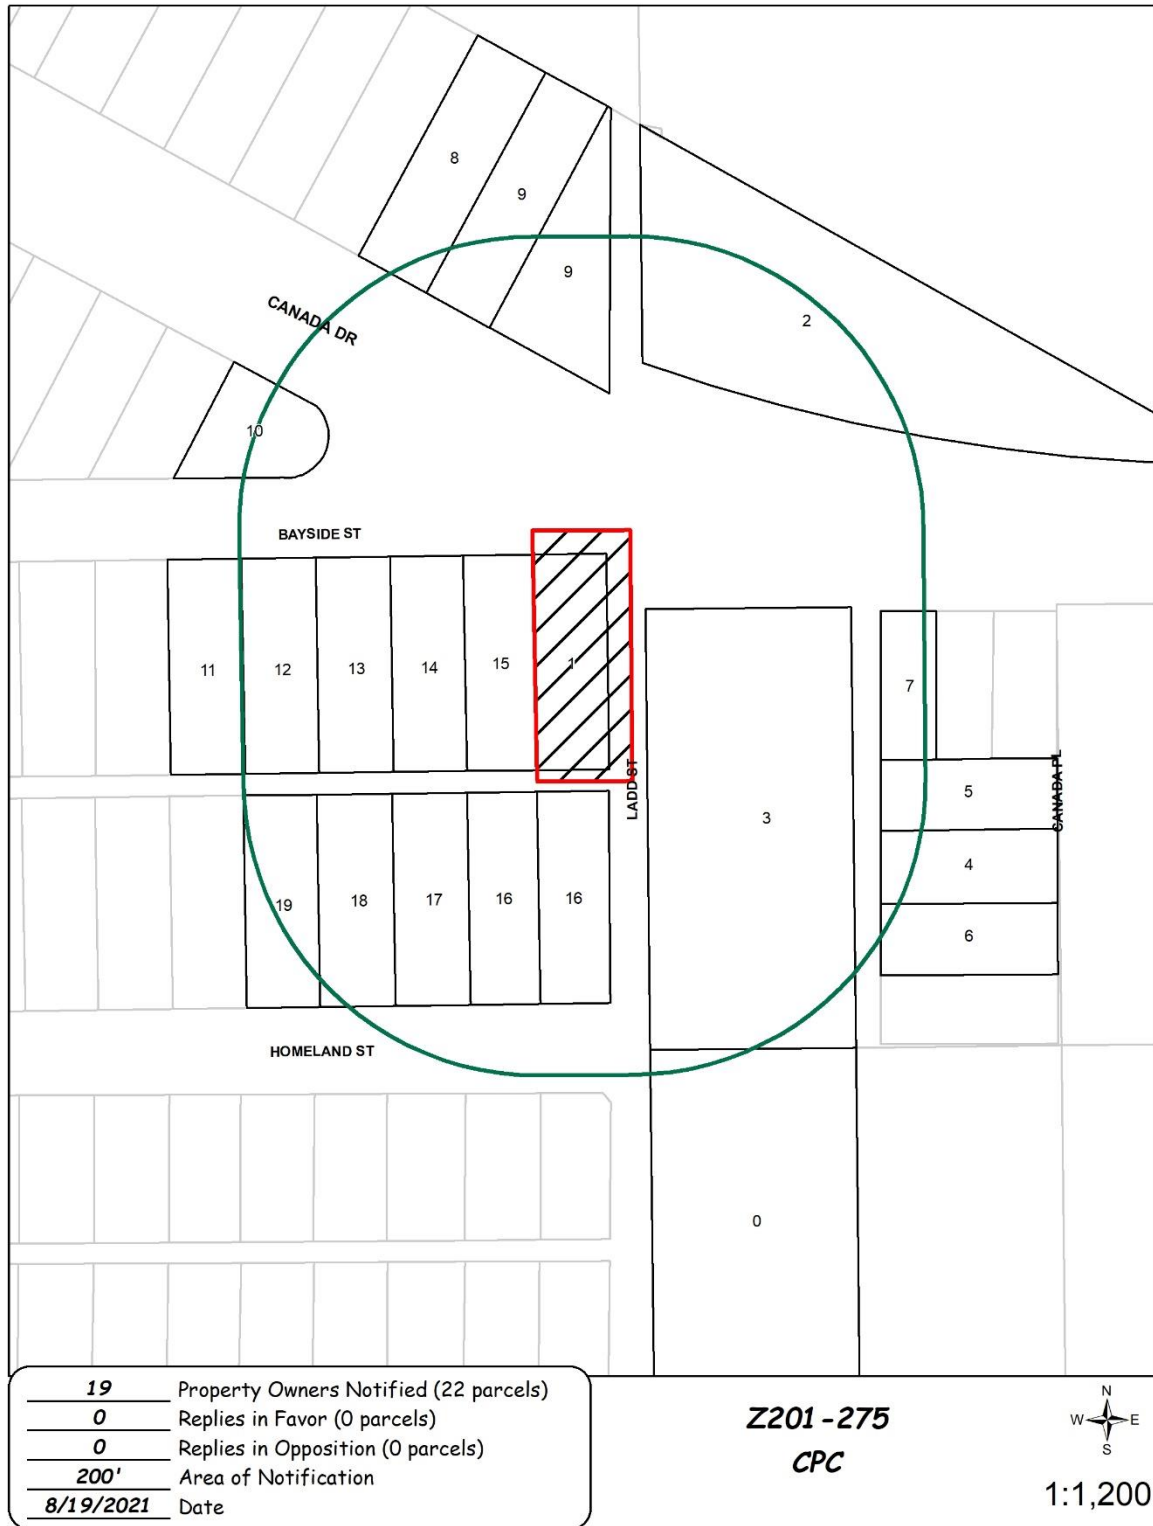 8
9
9
2
CANADA DR
10
BAYSIDE ST
11
12
13
14
15
1
7
5
4
6
CANADA PL
LADD ST
3
19
18
17
16
16
HOMELAND ST
0
19 Property Owners Notified (22 parcels)
0 Replies in Favor (0 parcels)
0 Replies in Opposition (0 parcels)
200' Area of Notification
8/19/2021 Date
Z201-275
CPC
N
W E
S
1:1,200